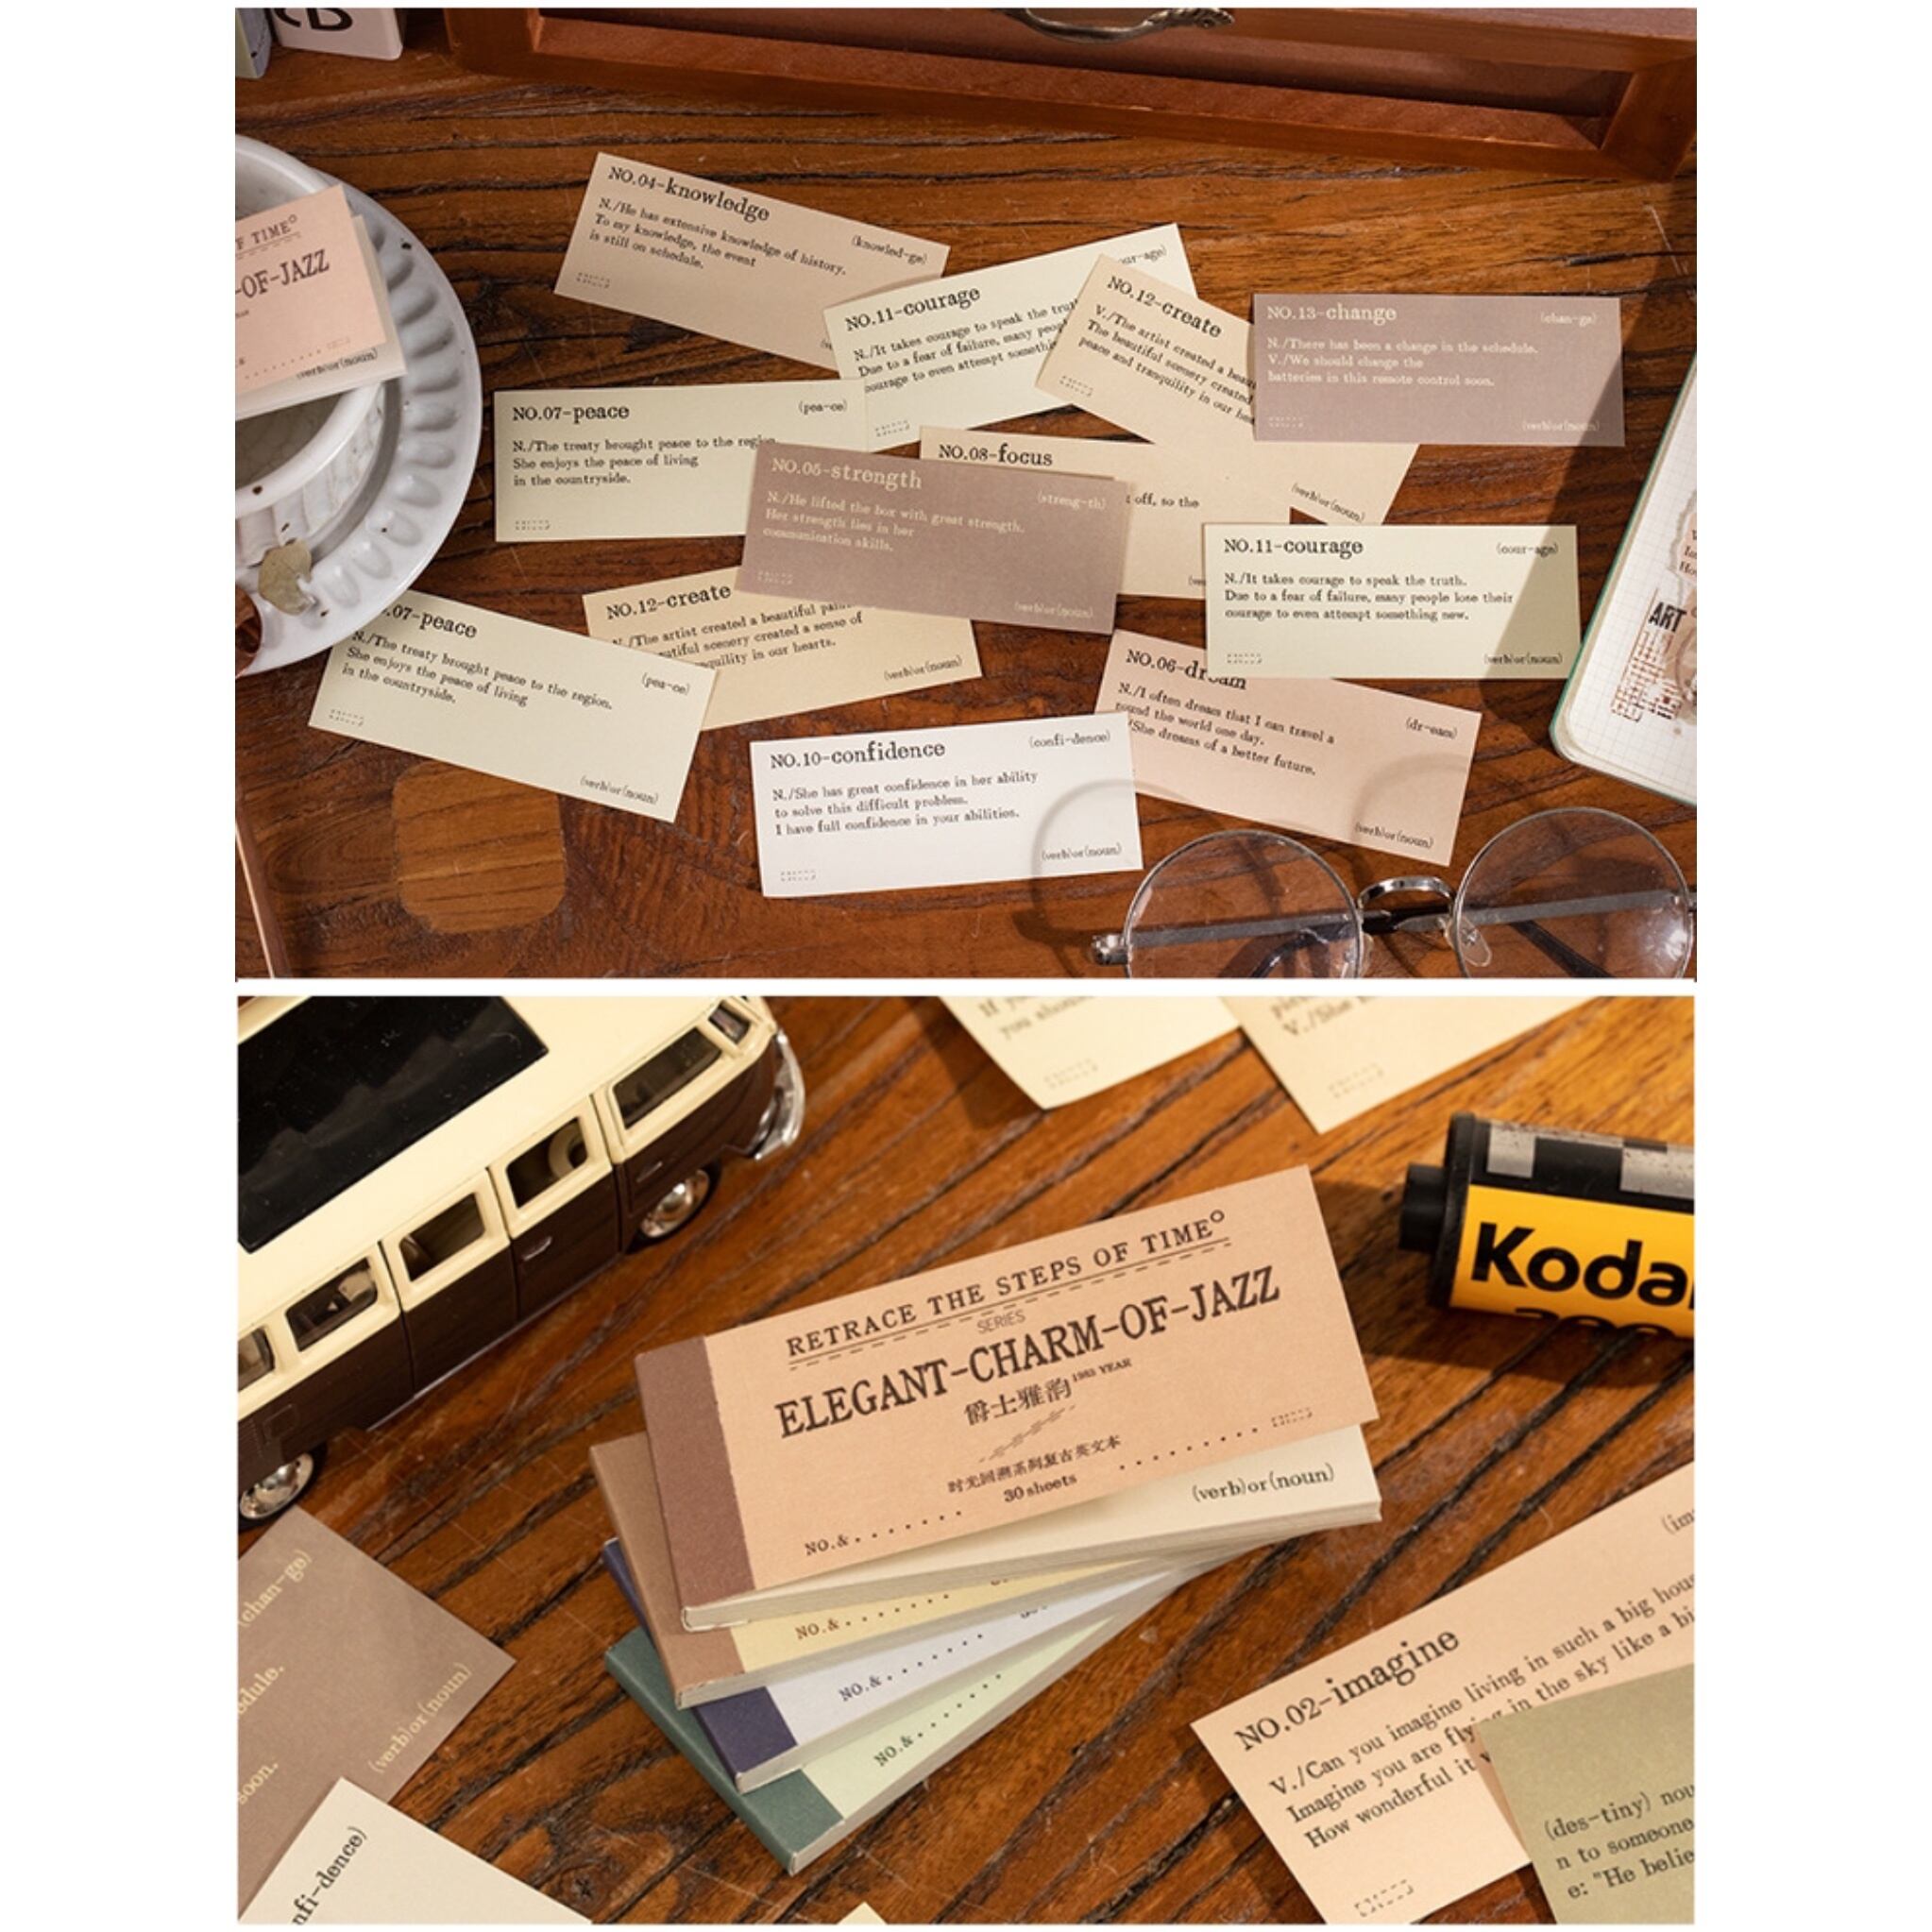 F TIME°
-OF-JAZZ
(verb)or(noun)
NO.04-knowledge
(knowled-ge)
N./He has extensive knowledge of history.
To my knowledge, the event
is still on schedule.
NO.11-courage
our-age)
N./It takes courage to speak the
Due to a fear of failure, many
courage to even attempt
NO.12-create
V./The artist created a
The beautiful scenery created
peace and tranquility in our
(verb)or(noun)
NO.13-change
(chan-ge)
N./There has been a change in the schedule.
V./We should change the
batteries in this remote control soon.
(verb)or(noun)
NO.07-peace
(pea-ce)
N./The treaty brought peace to the region.
She enjoys the peace of living
in the countryside.
NO.05-strength
(streng-th)
N./He lifted the box with great strength.
Her strength lies in her
communication skills.
(verb)or(noun)
NO.08-focus
off, so the
NO.11-courage
(cour-age)
N./It takes courage to speak the truth.
Due to a fear of failure, many people lose their
courage to even attempt something new.
(verb)or(noun)
.07-peace
(pea-ce)
N./The treaty brought peace to the region.
She enjoys the peace of living
in the countryside.
(verb)or(noun)
NO.12-create
N./The artist created a beautiful
scenery created a sense of
in our hearts.
(verb)or(noun)
NO.06-dream
(dr-eam)
N./I often dream that I can travel a
round the world one day.
/She dreams of a better future.
(verb)or(noun)
ART
NO.10-confidence
(confi-dence)
N./She has great confidence in her ability
to solve this difficult problem.
I have full confidence in your abilities.
(verb)or(noun)
If
you
V./She
Koda
RETRACE THE STEPS OF TIME°
SERIES
ELEGANT-CHARM-OF-JAZZ
爵士雅韵 1983 YEAR
时光回溯系列复古英文本
30 sheets
NO.&
(verb)or(noun)
NO.&
NO.&
NO.&
(chan-ge)
dule.
soon.
(verb)or(noun)
nfi-dence)
(im
NO.02-imagine
V./Can you imagine living in such a big hou
Imagine you are flying in the sky like a bi
How wonderful it
(des-tiny) nou
n to someone
e: "He belie